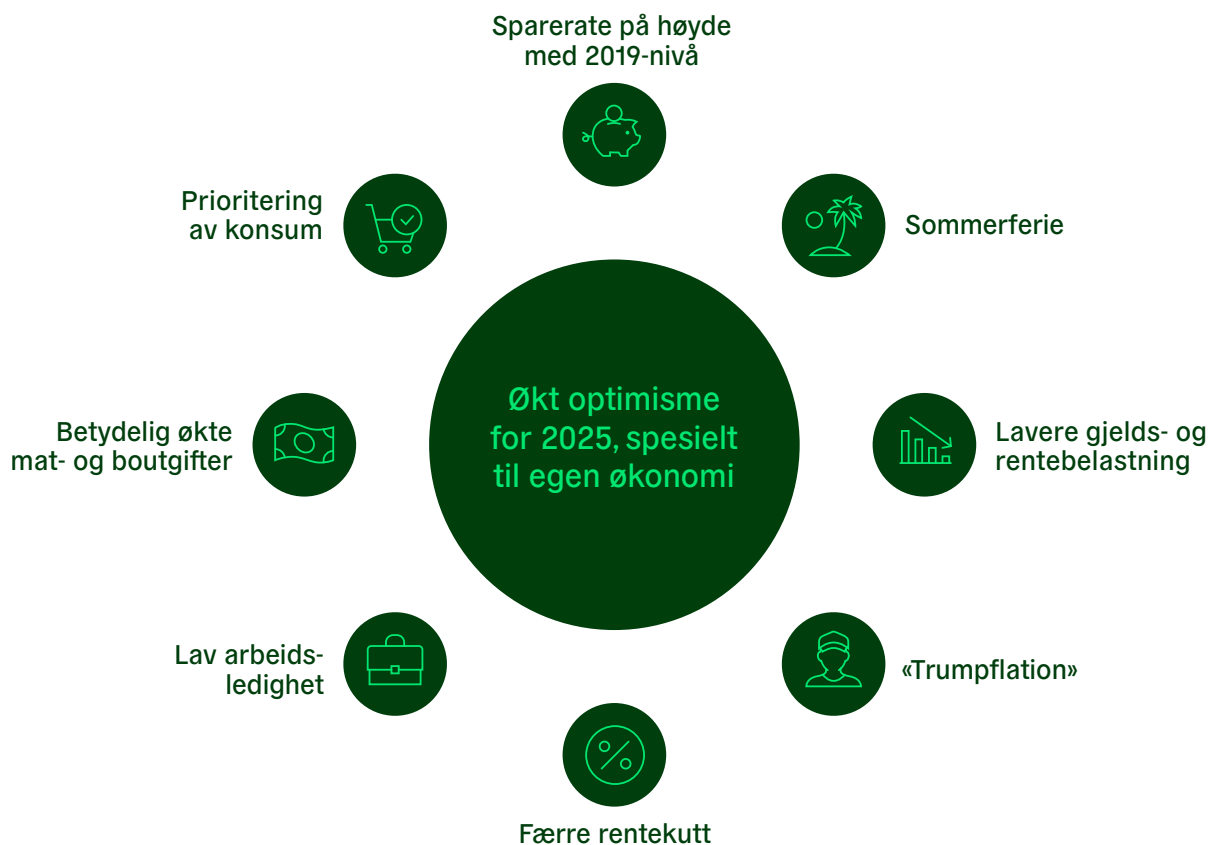 Sparerate på høyde
med 2019-nivå
Prioritering
av konsum
Sommerferie
Økt optimisme
for 2025, spesielt
til egen økonomi
Betydelig økte
mat- og boutgifter
Lavere gjelds- og
rentebelastning
Lav arbeids-
ledighet
«Trumpflation»
Færre rentekutt